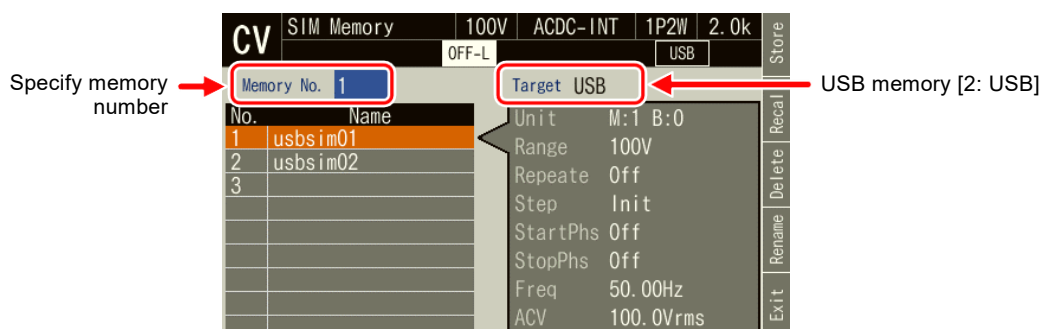 CV SIM Memory 100V ACDC-INT 1P2W 2.0k
OFF-L USB
Specify memory
number
Memory No. 1
Target USB
USB memory [2: USB]
No. Name
1 usbsim01
2 usbsim02
3
Unit M:1 B:0
Range 100V
Repeate Off
Step Init
StartPhs Off
StopPhs Off
Freq 50.00Hz
ACV 100.0Vrms
Store
Recal
Delete
Rename
Exit